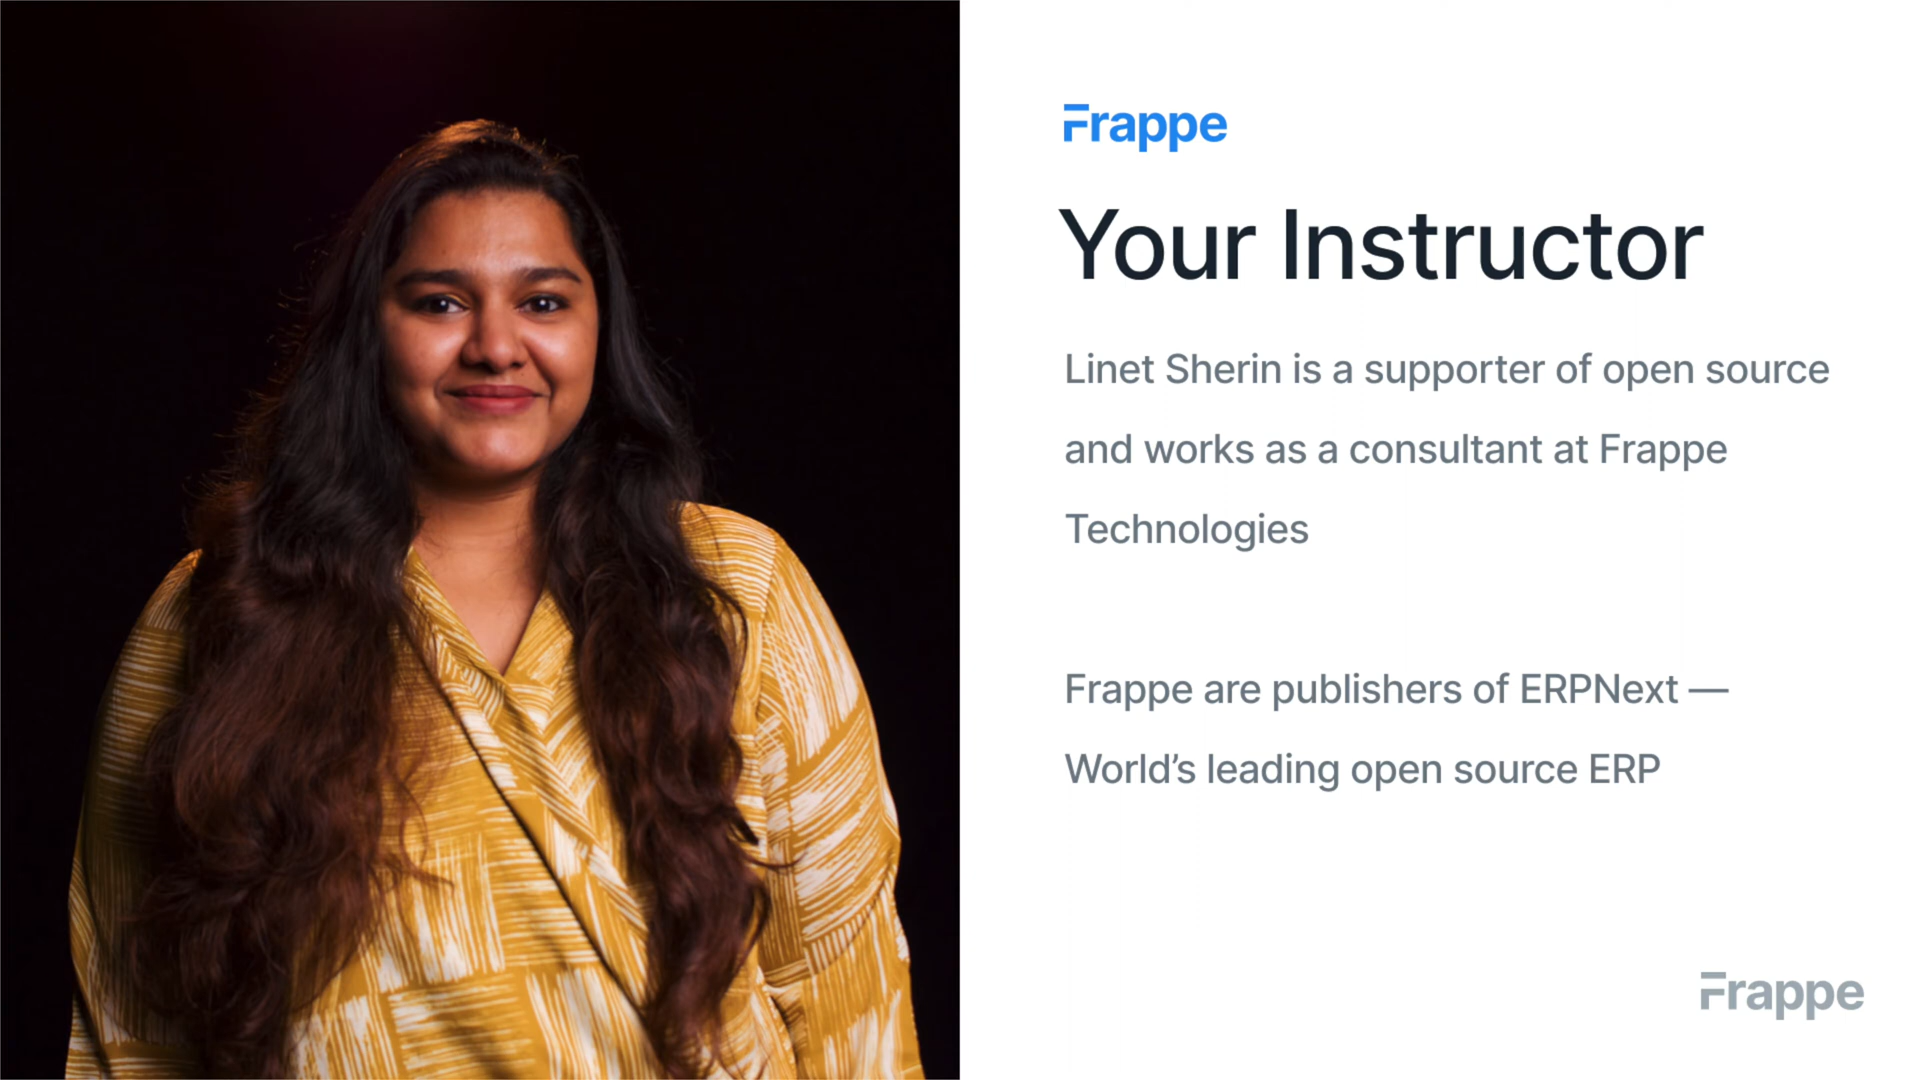 Frappe
Your Instructor
Linet Sherin is a supporter of open source
and works as a consultant at Frappe
Technologies
Frappe are publishers of ERPNext —
World’s leading open source ERP
Frappe